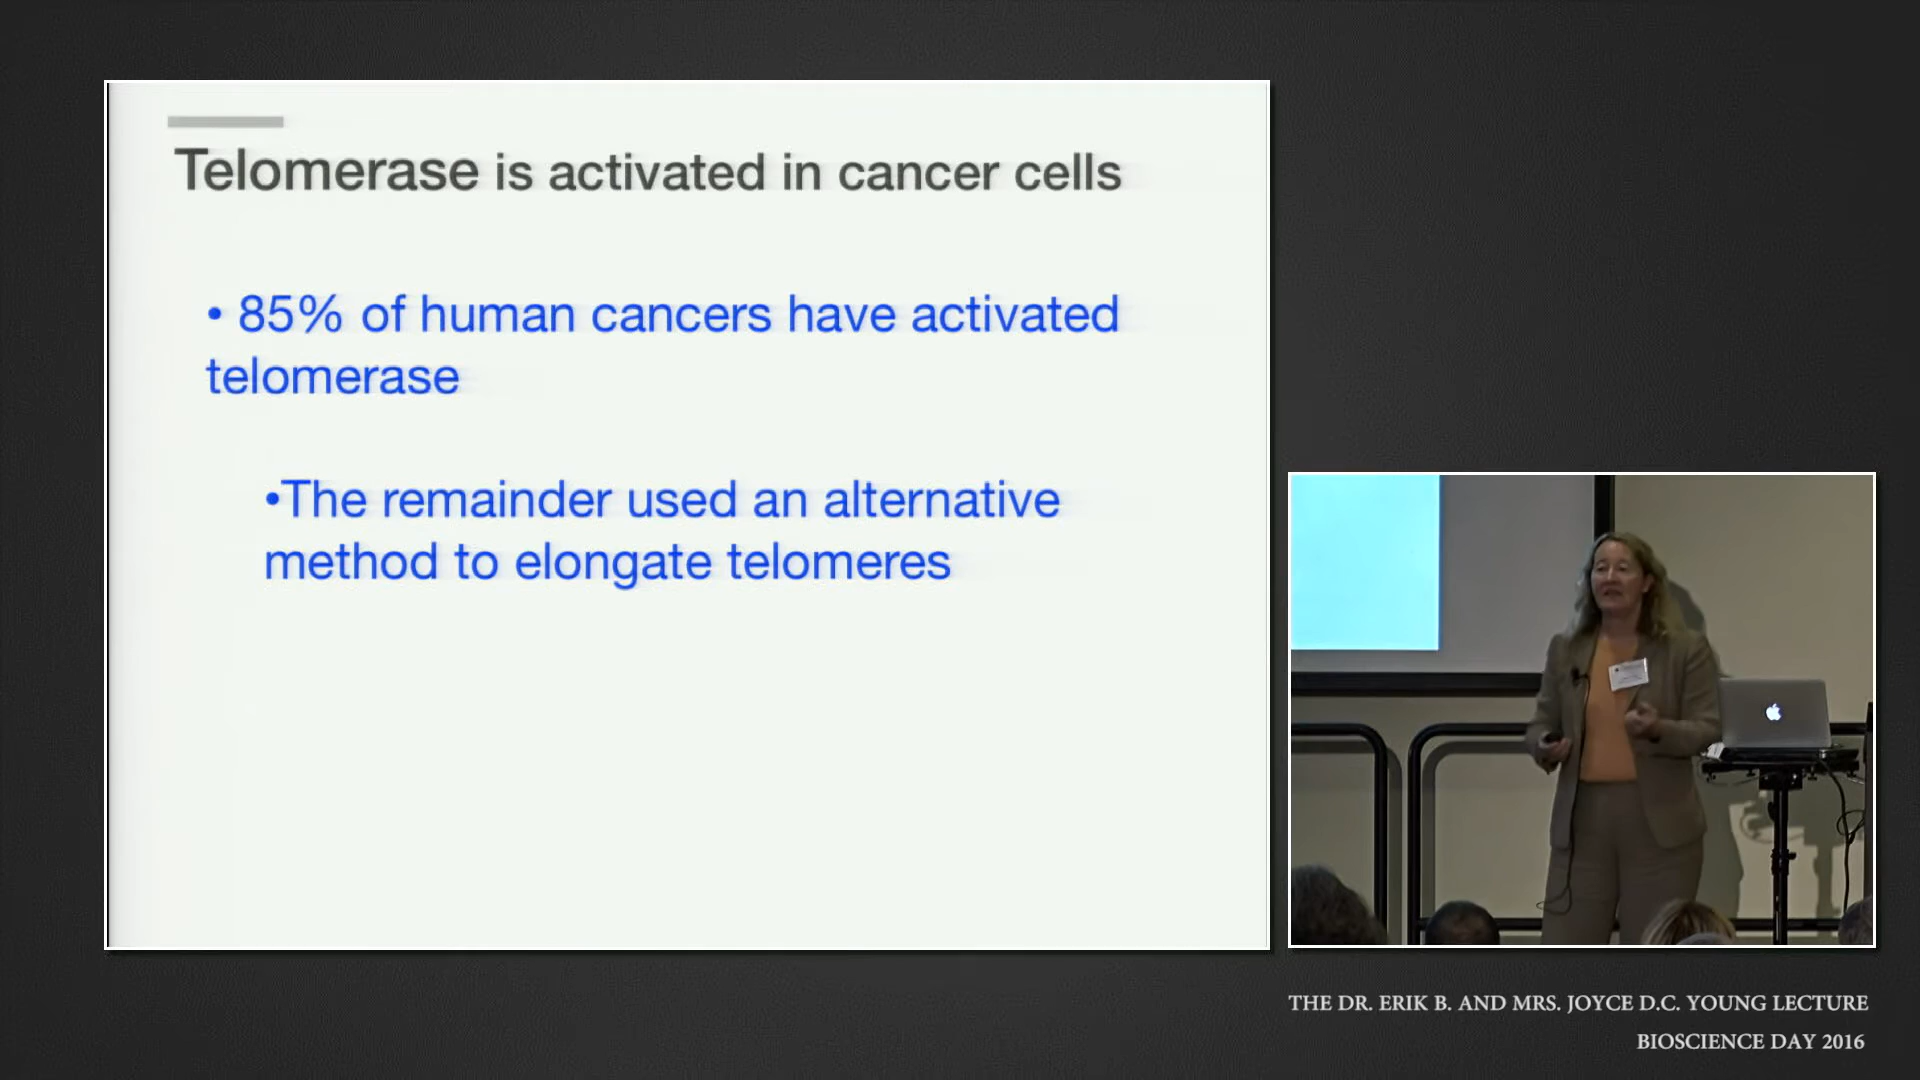 Telomerase is activated in cancer cells
• 85% of human cancers have activated
telomerase
•The remainder used an alternative
method to elongate telomeres
THE DR. ERIK B. AND MRS. JOYCE D.C. YOUNG LECTURE
BIOSCIENCE DAY 2016